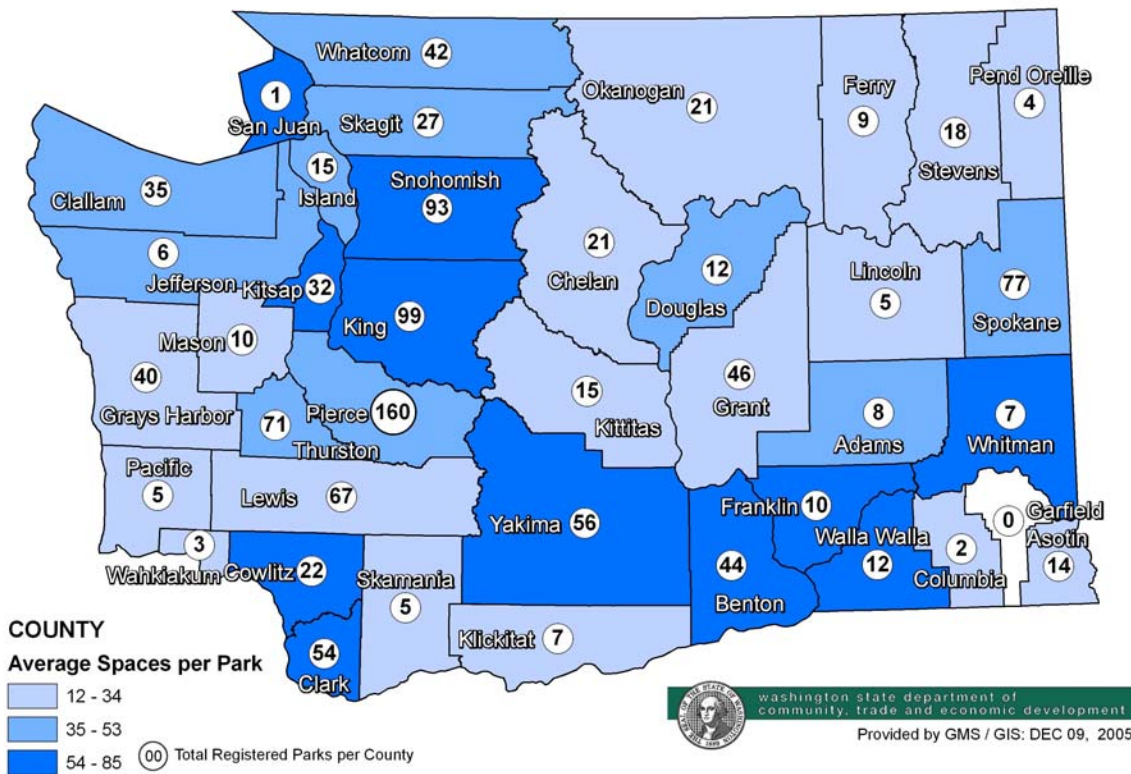 Whatcom
42
1
San Juan
Skagit
27
Okanogan
21
Ferry
9
Pend Oreille
4
18
Stevens
15
Island
Snohomish
93
Clallam
35
6
Jefferson
Kitsap
32
21
Chelan
12
Douglas
Lincoln
5
77
Spokane
King
99
Mason
10
40
Grays Harbor
15
Kittitas
46
Grant
8
Adams
7
Whitman
Pierce
160
71
Thurston
Pacific
5
Lewis
67
Yakima
56
Franklin
10
Walla Walla
12
44
Benton
2
Columbia
0
Garfield
Asotin
14
3
Wahkiakum
Cowlitz
22
Skamania
5
Klickitat
7
54
Clark
COUNTY
Average Spaces per Park
12 - 34
35 - 53
54 - 85
00 Total Registered Parks per County
washington state department of
community, trade and economic development
Provided by GMS / GIS: DEC 09, 2005